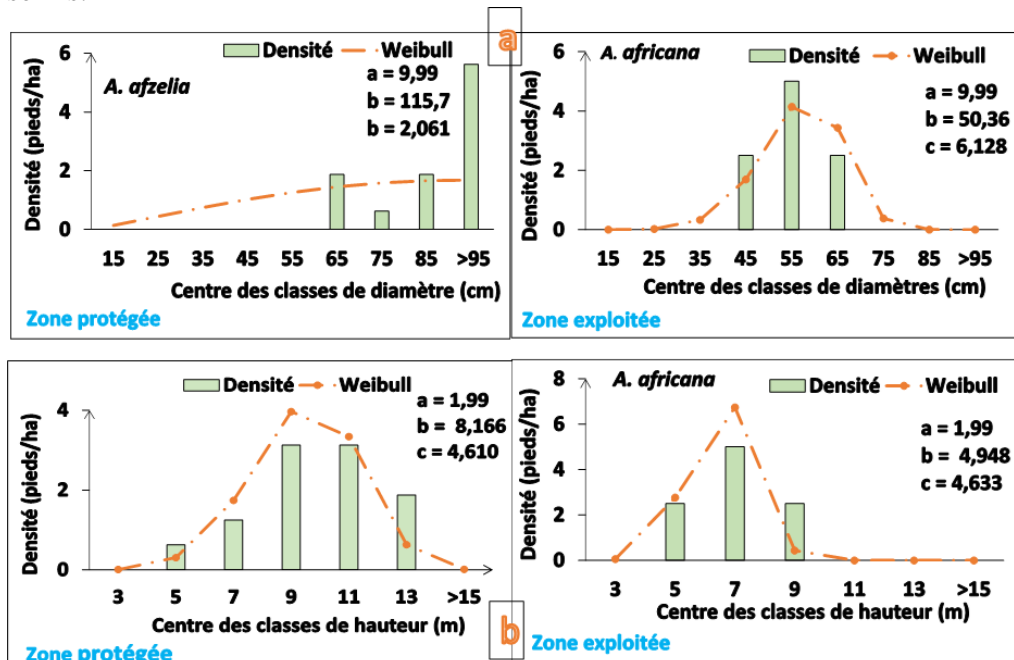 a
6
Densité
Weibull
A. afzelia
a = 9,99
b = 115,7
b = 2,061
4
2
0
Densité (pieds/ha)
15 25 35 45 55 65 75 85 >95
Centre des classes de diamètre (cm)
Zone protégée
6
A. africana
Densité
Weibull
a = 9,99
b = 50,36
c = 6,128
4
2
0
Densité (pieds/ha)
15 25 35 45 55 65 75 85 >95
Centre des classes de diamètres (cm)
Zone exploitée
Densité
Weibull
a = 1,99
b = 8,166
c = 4,610
4
2
0
Densité (pieds/ha)
3 5 7 9 11 13 >15
Centre des classes de hauteur (m)
Zone protégée
b
8
A. africana
Densité
Weibull
a = 1,99
b = 4,948
c = 4,633
6
4
2
0
Densité (pieds/ha)
3 5 7 9 11 13 >15
Centre des classes de hauteur (m)
Zone exploitée